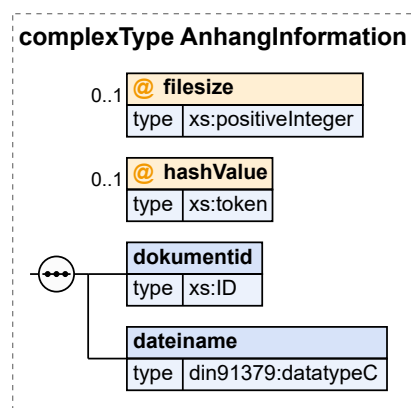 complexType AnhangInformation
0..1 @ filesize
type xs:positiveInteger
0..1 @ hashValue
type xs:token
dokumentid
type xs:ID
dateiname
type din91379:datatypeC